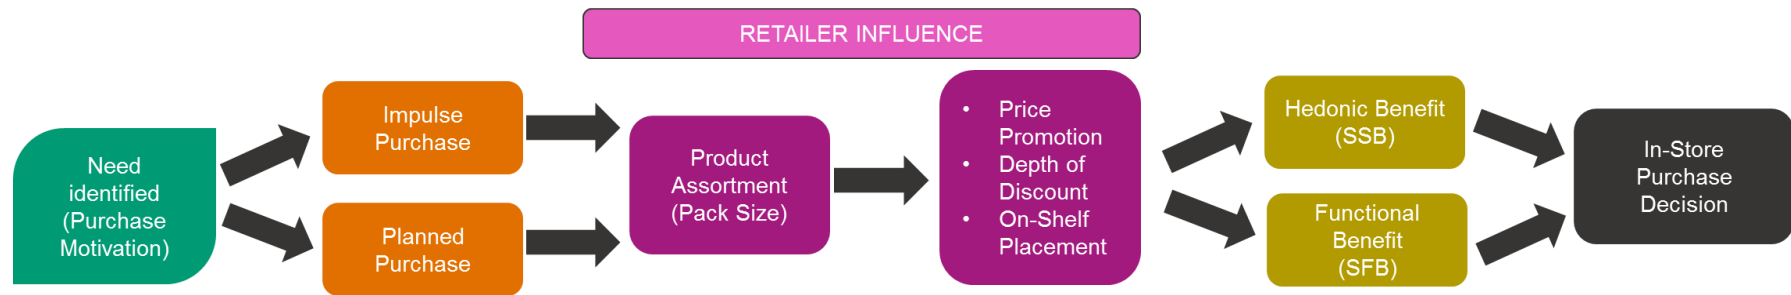 RETAILER INFLUENCE
Need
identified
(Purchase
Motivation)
Impulse
Purchase
Planned
Purchase
Product
Assortment
(Pack Size)
• Price
Promotion
• Depth of
Discount
• On-Shelf
Placement
Hedonic Benefit
(SSB)
Functional
Benefit
(SFB)
In-Store
Purchase
Decision